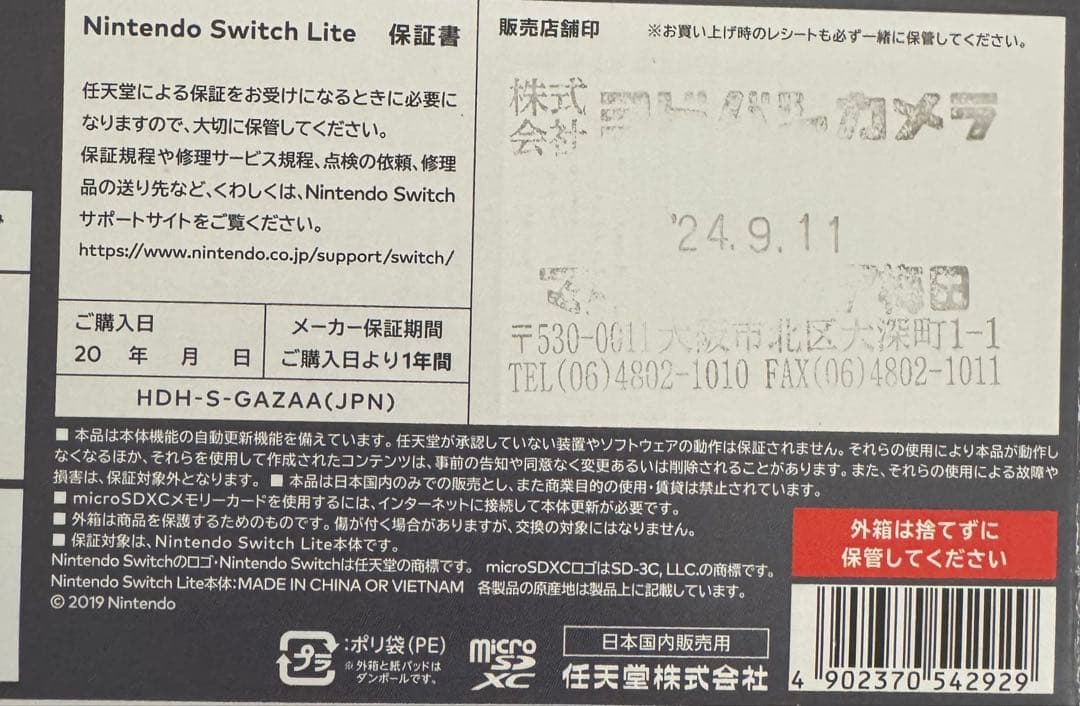 Nintendo Switch Lite 保証書
任天堂による保証をお受けになるときに必要に
なりますので、大切に保管してください。
保証規程や修理サービス規程、点検の依頼、修理
品の送り先など、くわしくは、Nintendo Switch
サポートサイトをご覧ください。
https://www.nintendo.co.jp/support/switch/
ご購入日
20 年 月 日
メーカー保証期間
ご購入日より1年間
HDH-S-GAZAA(JPN)
販売店舗印 ※お買い上げ時のレシートも必ず一緒に保管してください。
株式
会社 ヨドバシカメラ
'24.9.11
梅田
〒530-0011 大阪市北区大深町1-1
TEL(06)4802-1010 FAX(06)4802-1011
■ 本品は本体機能の自動更新機能を備えています。任天堂が承認していない装置やソフトウェアの動作は保証されません。それらの使用により本品が動作し
なくなるほか、それらを使用して作成されたコンテンツは、事前の告知や同意なく変更あるいは削除されることがあります。また、それらの使用による故障や
損害は、保証対象外となります。 ■ 本品は日本国内のみでの販売とし、また商業目的の使用・賃貸は禁止されています。
■ microSDXCメモリーカードを使用するには、インターネットに接続して本体更新が必要です。
■ 外箱は商品を保護するためのものです。傷が付く場合がありますが、交換の対象にはなりません。
■ 保証対象は、Nintendo Switch Lite本体です。
Nintendo Switchのロゴ・Nintendo Switchは任天堂の商標です。 microSDXCロゴはSD-3C, LLC.の商標です。
Nintendo Switch Lite本体:MADE IN CHINA OR VIETNAM 各製品の原産地は製品上に記載しています。
© 2019 Nintendo
外箱は捨てずに
保管してください
プラ
:ポリ袋(PE)
※外箱と紙パッドは
ダンボールです。
micro
SD
XC
日本国内販売用
任天堂株式会社
4 902370 542929